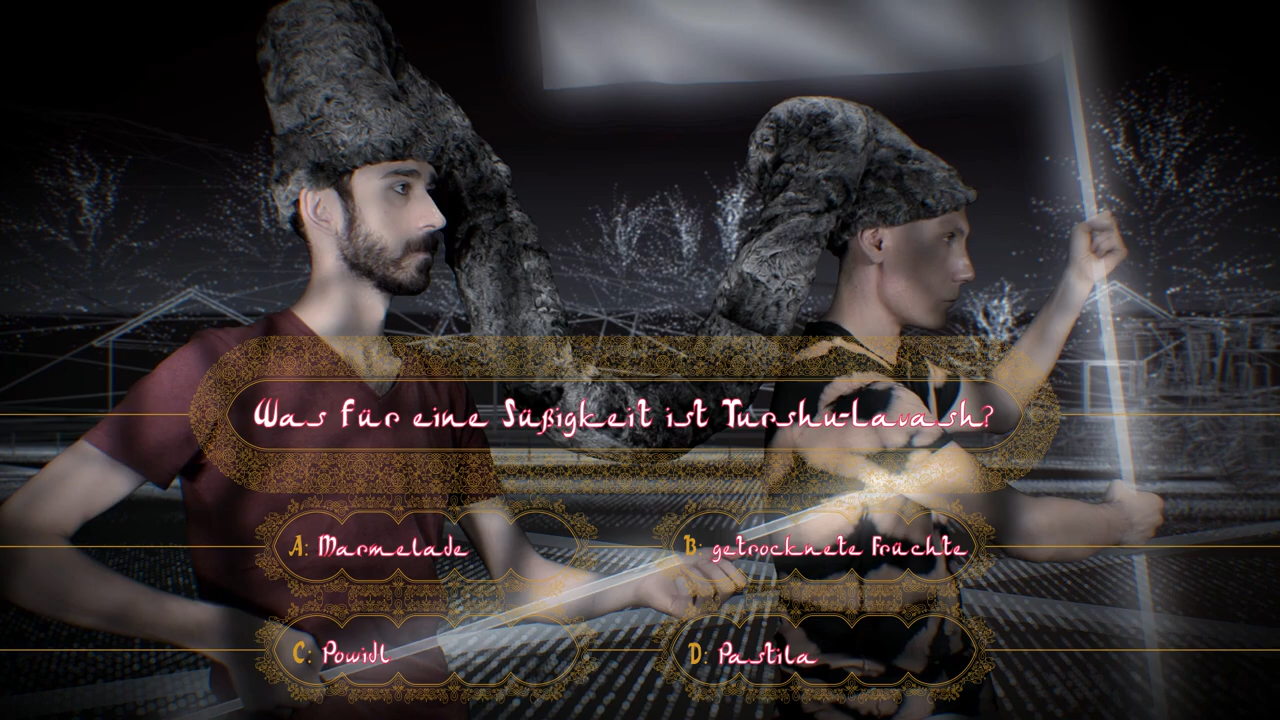 Was für eine Süßigkeit ist Turshu-Lavash?
A: Marmelade
B: getrocknete Früchte
C: Powidl
D: Pastila